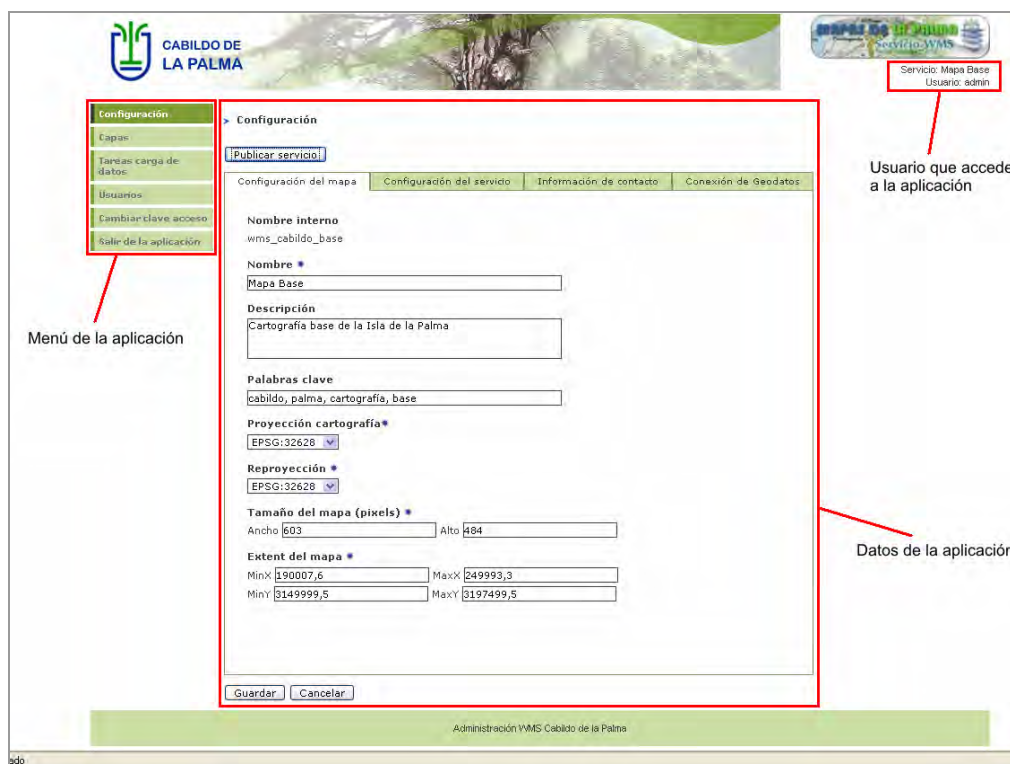 CABILDO DE
LA PALMA
MAPAS DE LA PALMA
Servicio WMS
Servicio: Mapa Base
Usuario: admin
Configuración
Capas
Tareas carga de
datos
Usuarios
Cambiar clave acceso
Salir de la aplicación
> Configuración
Publicar servicio
Configuración del mapa
Configuración del servicio
Información de contacto
Conexión de Geodatos
Usuario que accede
a la aplicación
Nombre interno
wms_cabildo_base
Nombre
Mapa Base
Descripción
Cartografía base de la Isla de la Palma
Menú de la aplicación
Palabras clave
cabildo, palma, cartografía, base
Proyección cartografía
EPSG:32628
Reproyección
EPSG:32628
Tamaño del mapa (pixels)
Ancho 603 Alto 484
Datos de la aplicación
Extent del mapa
MinX 190007,6 MaxX 249993,3
MinY 3149999,5 MaxY 3197499,5
Guardar Cancelar
Administración WMS Cabildo de la Palma
ado